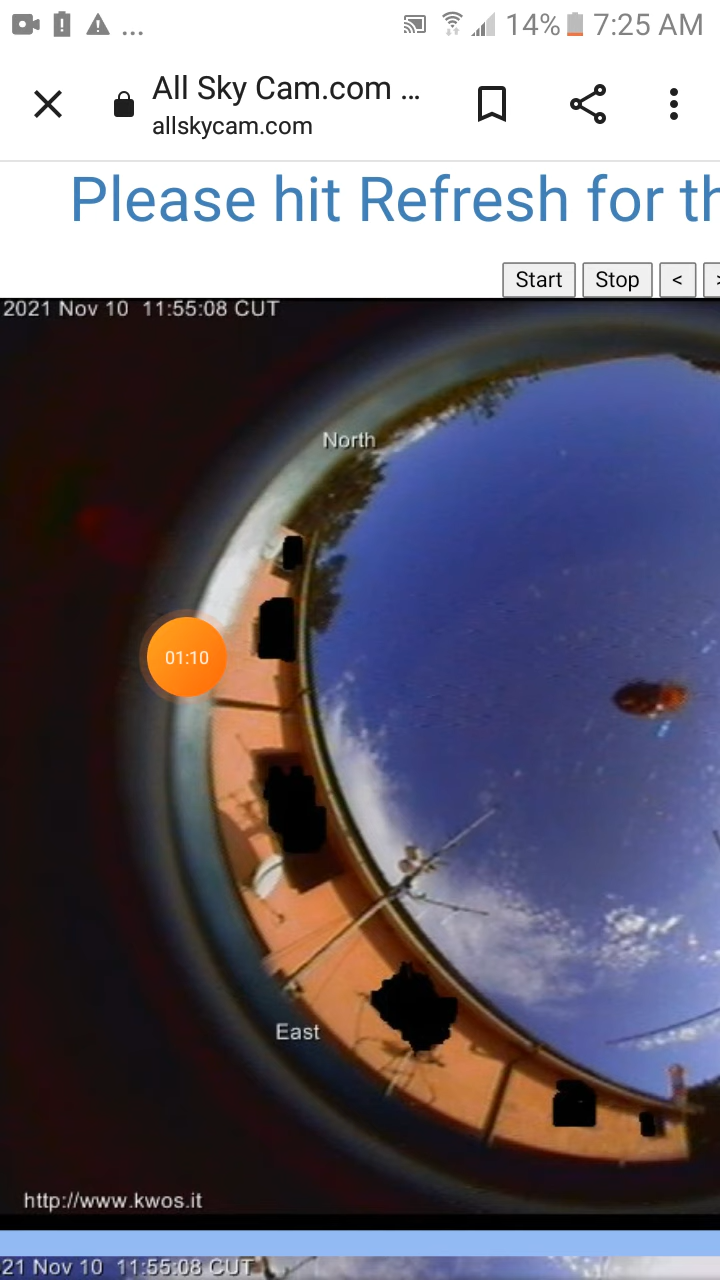 ... 14% 7:25 AM
All Sky Cam.com ...
allskycam.com
Please hit Refresh for th
Start Stop < >
2021 Nov 10 11:55:08 CUT
North
01:10
East
http://www.kwos.it
21 Nov 10 11:55:08 CUT